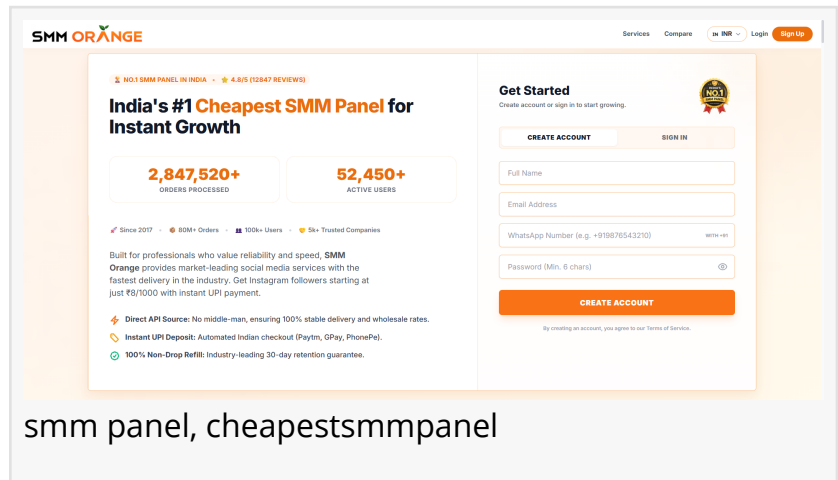 SMM ORANGE
Services Compare IN INR Login Sign Up
NO.1 SMM PANEL IN INDIA • 4.8/5 (12847 REVIEWS)
India's #1 Cheapest SMM Panel for
Instant Growth
2,847,520+
ORDERS PROCESSED
52,450+
ACTIVE USERS
Since 2017 • 80M+ Orders • 100k+ Users • 5k+ Trusted Companies
Built for professionals who value reliability and speed, SMM
Orange provides market-leading social media services with the
fastest delivery in the industry. Get Instagram followers starting at
just ₹8/1000 with instant UPI payment.
Direct API Source: No middle-man, ensuring 100% stable delivery and wholesale rates.
Instant UPI Deposit: Automated Indian checkout (Paytm, GPay, PhonePe).
100% Non-Drop Refill: Industry-leading 30-day retention guarantee.
Get Started
Create account or sign in to start growing.
NO.1
CREATE ACCOUNT SIGN IN
Full Name
Email Address
WhatsApp Number (e.g. +919876543210) WITH +91
Password (Min. 6 chars)
CREATE ACCOUNT
By creating an account, you agree to our Terms of Service.
smm panel, cheapestsmmpanel